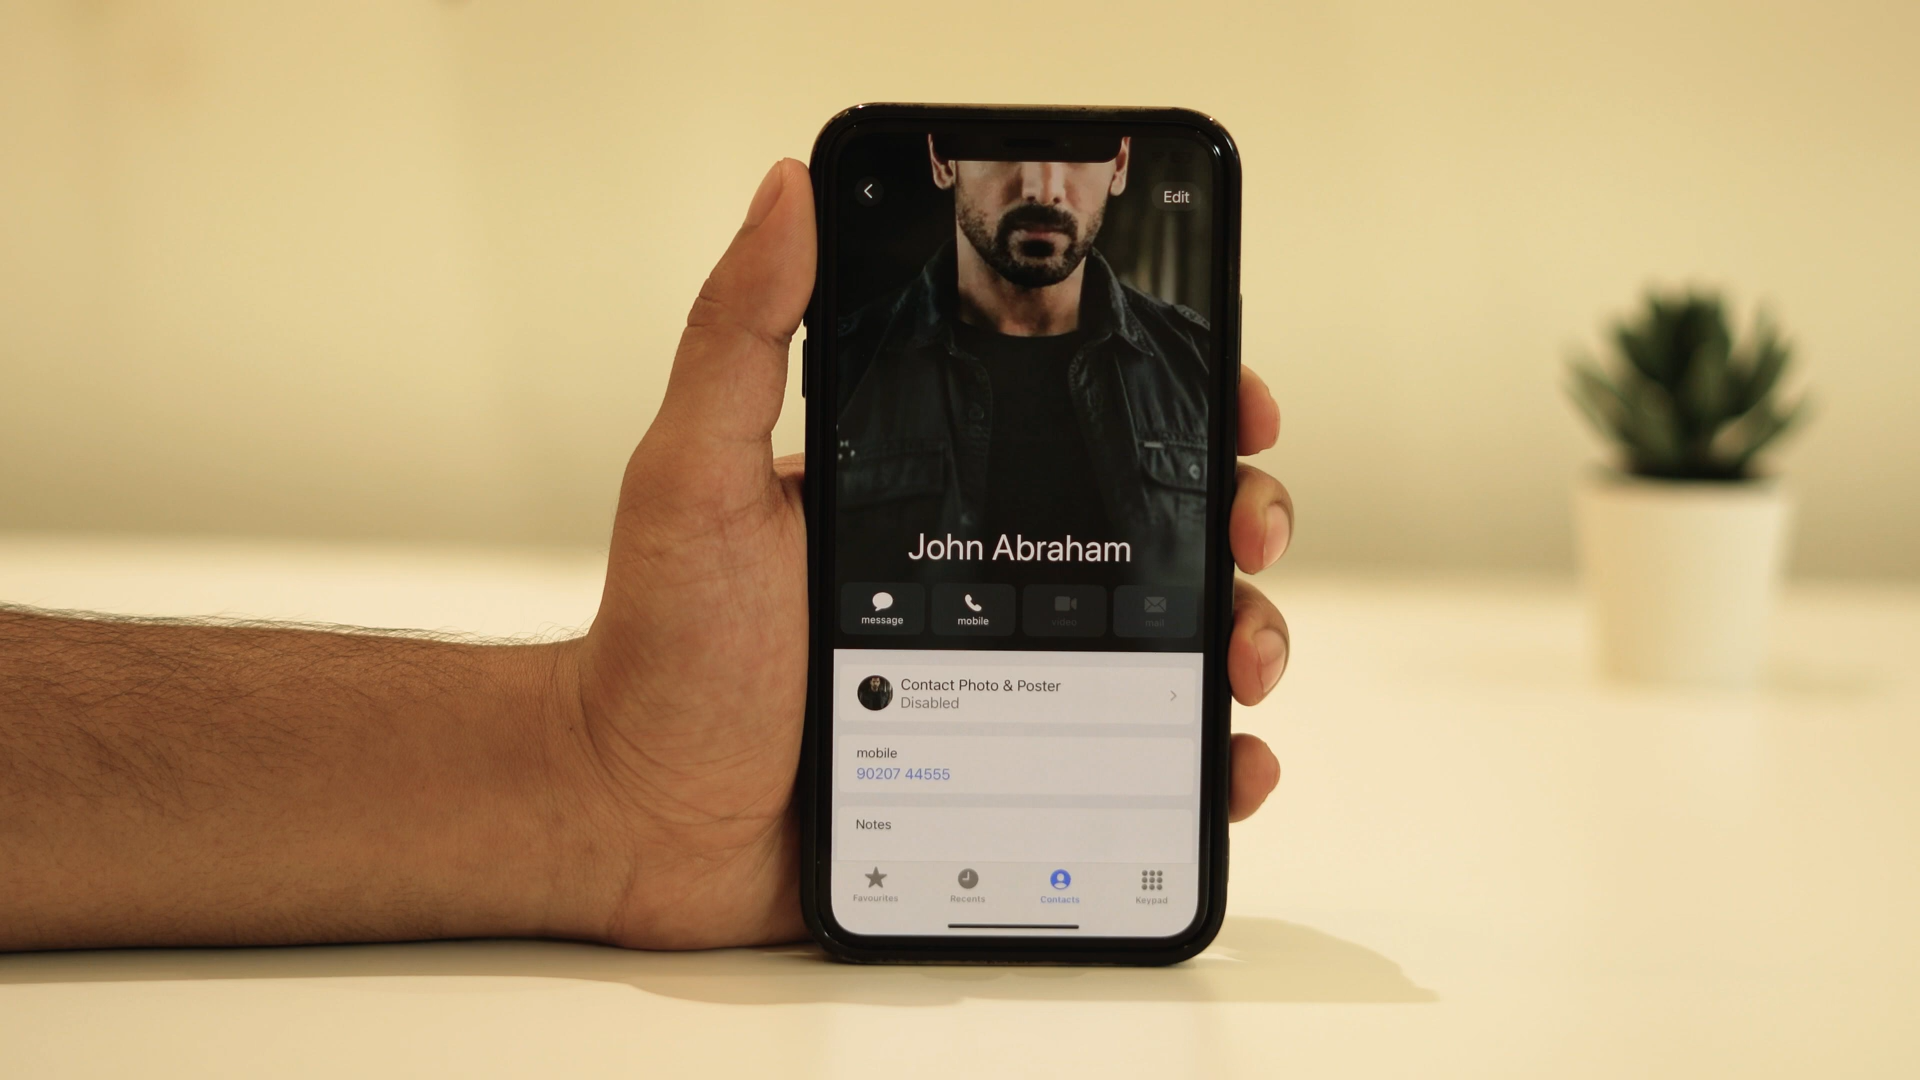 Edit
John Abraham
message
mobile
video
mail
Contact Photo & Poster
Disabled
mobile
90207 44555
Notes
Favourites
Recents
Contacts
Keypad